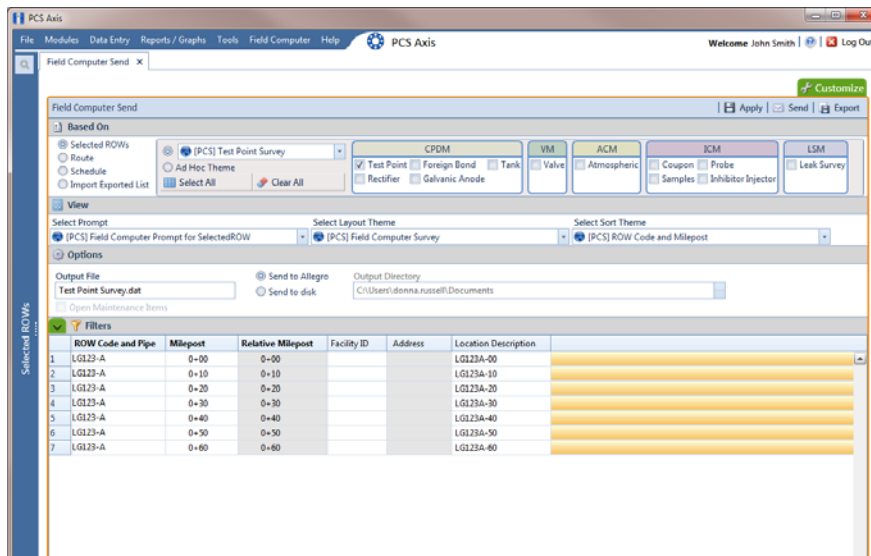 PCS Axis
File Modules Data Entry Reports / Graphs Tools Field Computer Help PCS Axis Welcome John Smith Log Ou
Field Computer Send X
Customize
Field Computer Send Apply Send Export
Based On
Selected ROWs [PCS] Test Point Survey CPDM VM ACM ICM LSM
Route Ad Hoc Theme Test Point Foreign Bond Tank Valve Atmospheric Coupon Probe Leak Survey
Schedule Select All Clear All Rectifier Galvanic Anode Samples Inhibitor Injector
Import Exported List
View
Select Prompt Select Layout Theme Select Sort Theme
[PCS] Field Computer Prompt for SelectedROW [PCS] Field Computer Survey [PCS] ROW Code and Milepost
Options
Output File Send to Allegro Output Directory
Test Point Survey.dat Send to disk C:\Users\donna.russell\Documents
Open Maintenance Items
Filters
Selected ROWs
ROW Code and Pipe Milepost Relative Milepost Facility ID Address Location Description
1 LG123-A 0+00 0+00 LG123A-00
2 LG123-A 0+10 0+10 LG123A-10
3 LG123-A 0+20 0+20 LG123A-20
4 LG123-A 0+30 0+30 LG123A-30
5 LG123-A 0+40 0+40 LG123A-40
6 LG123-A 0+50 0+50 LG123A-50
7 LG123-A 0+60 0+60 LG123A-60